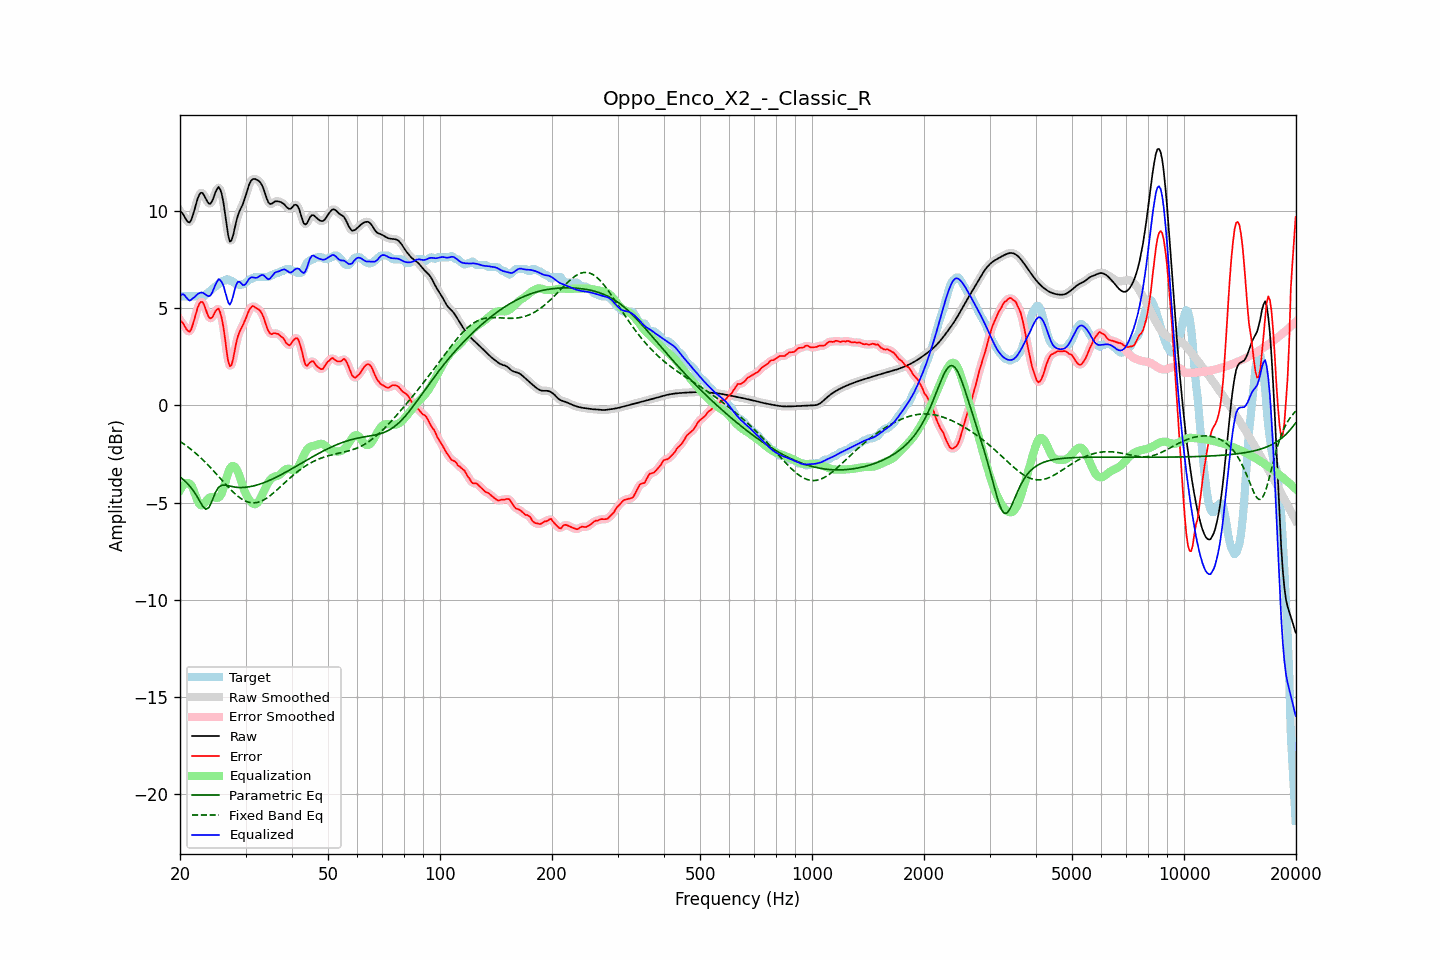 Oppo_Enco_X2_-_Classic_R
Amplitude (dBr)
10
5
0
−5
−10
−15
−20
Target
Raw Smoothed
Error Smoothed
Raw
Error
Equalization
Parametric Eq
Fixed Band Eq
Equalized
20 50 100 200 500 1000 2000 5000 10000 20000
Frequency (Hz)